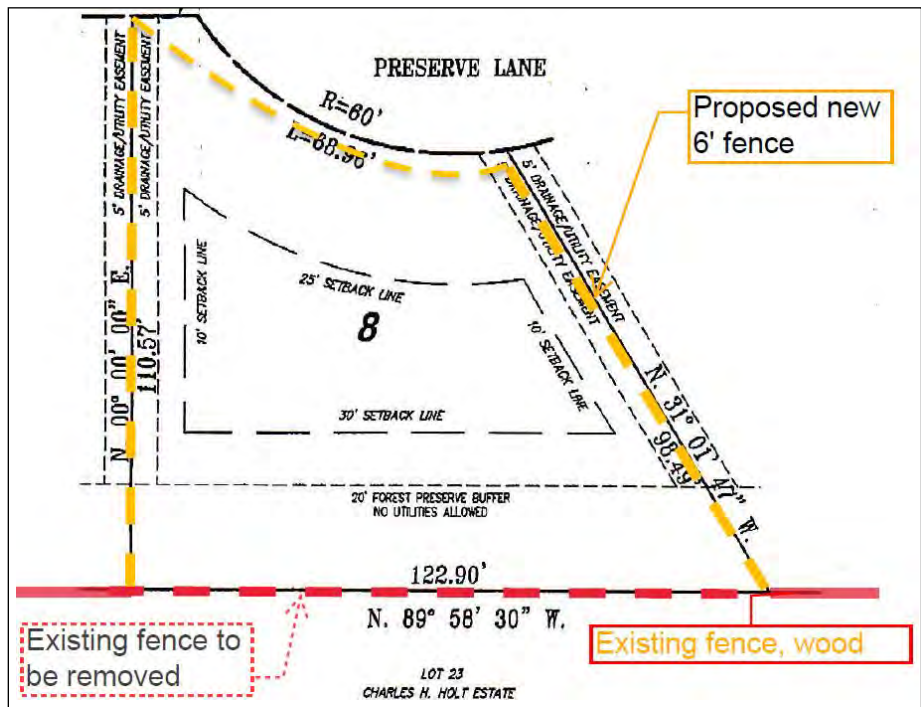 PRESERVE LANE
R=60'
L=68.96'
Proposed new
6' fence
5' DRAINAGE/UTILITY EASEMENT
5' DRAINAGE/UTILITY EASEMENT
5' DRAINAGE/UTILITY EASEMENT
5' DRAINAGE/UTILITY EASEMENT
N. 00° 00' 00" E.
110.57'
10' SETBACK LINE
25' SETBACK LINE
8
10' SETBACK LINE
30' SETBACK LINE
N. 31° 01' 47" W.
98.49'
20' FOREST PRESERVE BUFFER
NO UTILITIES ALLOWED
122.90'
N. 89° 58' 30" W.
Existing fence to
be removed
Existing fence, wood
LOT 23
CHARLES H. HOLT ESTATE